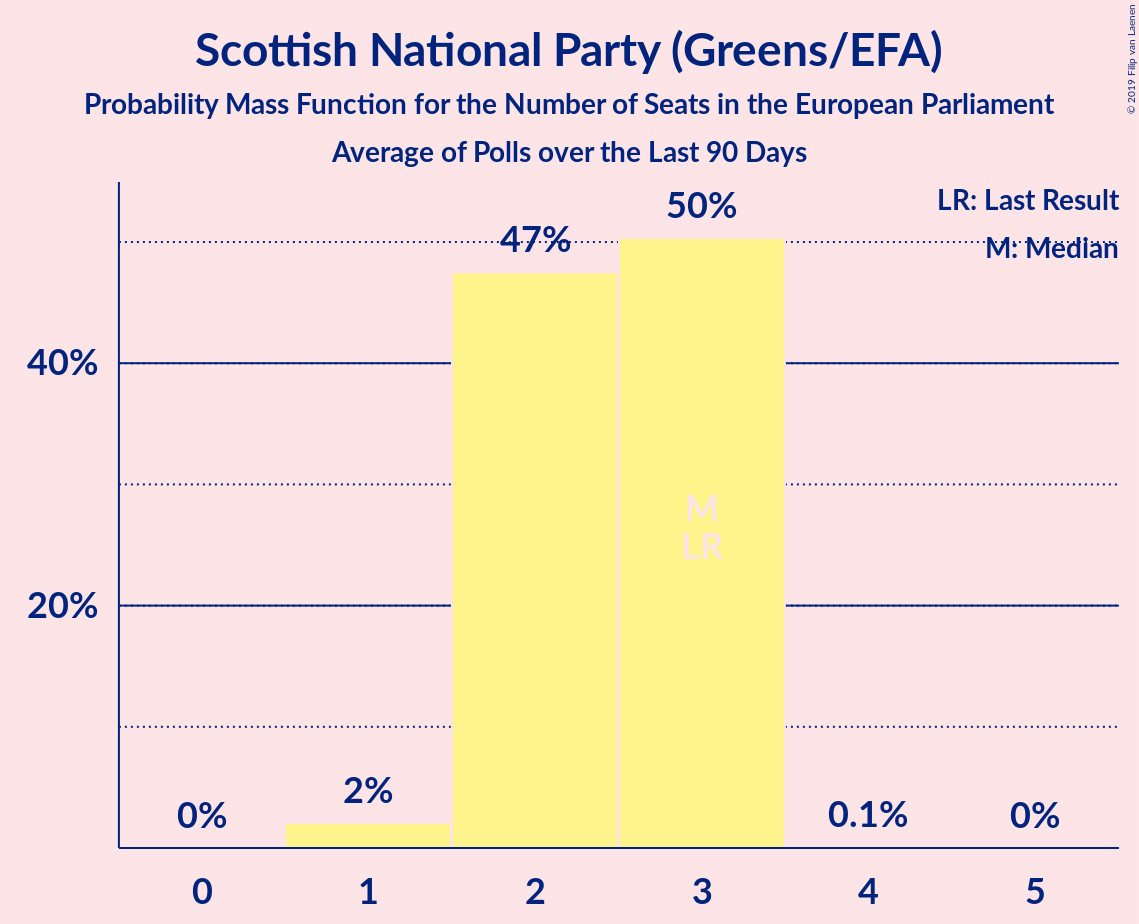 Scottish National Party (Greens/EFA)
Probability Mass Function for the Number of Seats in the European Parliament
Average of Polls over the Last 90 Days
© 2019 Filip van Laenen
LR: Last Result
M: Median
50%
47%
40%
M
LR
20%
2%
0%
0.1%
0%
0 1 2 3 4 5